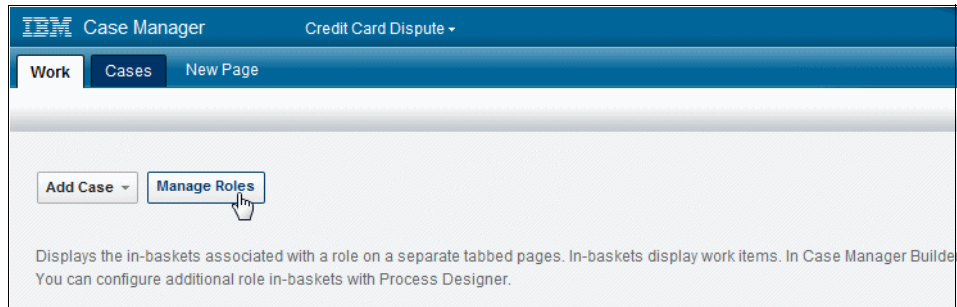 IBM Case Manager Credit Card Dispute
Work Cases New Page
Add Case Manage Roles
Displays the in-baskets associated with a role on a separate tabbed pages. In-baskets display work items. In Case Manager Builde
You can configure additional role in-baskets with Process Designer.